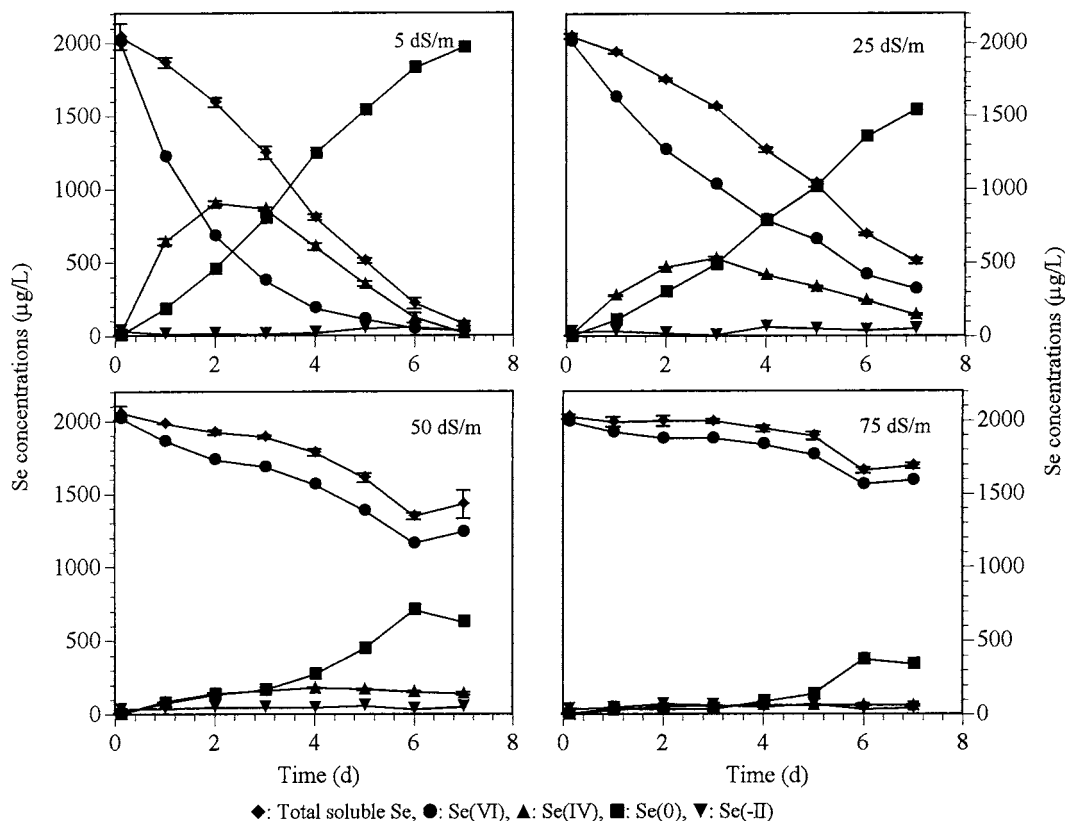 5 dS/m
25 dS/m
2000
1500
1000
500
0
2000
1500
1000
500
0
0 2 4 6 8
0 2 4 6 8
Se concentrations (µg/L)
Se concentrations (µg/L)
50 dS/m
75 dS/m
2000
1500
1000
500
0
2000
1500
1000
500
0
0 2 4 6 8
0 2 4 6 8
Time (d)
Time (d)
◆: Total soluble Se, ●: Se(VI), ▲: Se(IV), ■: Se(0), ▼: Se(-II)